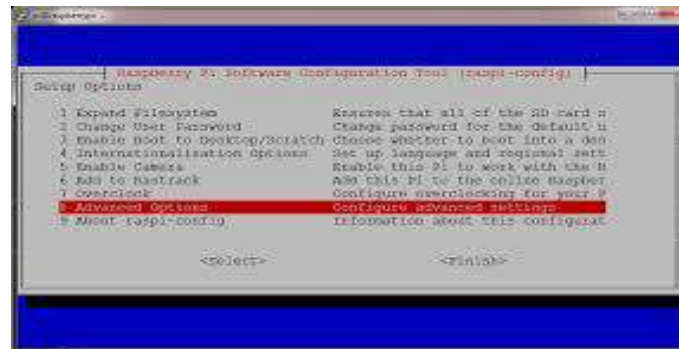 Raspberry Pi Software Configuration Tool (raspi-config)
Setup Options
1 Expand Filesystem Ensures that all of the SD card s
2 Change User Password Change password for the default u
3 Enable Boot to Desktop/Scratch Choose whether to boot into a des
4 Internationalisation Options Set up language and regional sett
5 Enable Camera Enable this Pi to work with the R
6 Add to Rastrack Add this Pi to the online Raspber
7 Overclock Configure overclocking for your P
8 Advanced Options Configure advanced settings
9 About raspi-config Information about this configurat
<Select> <Finish>